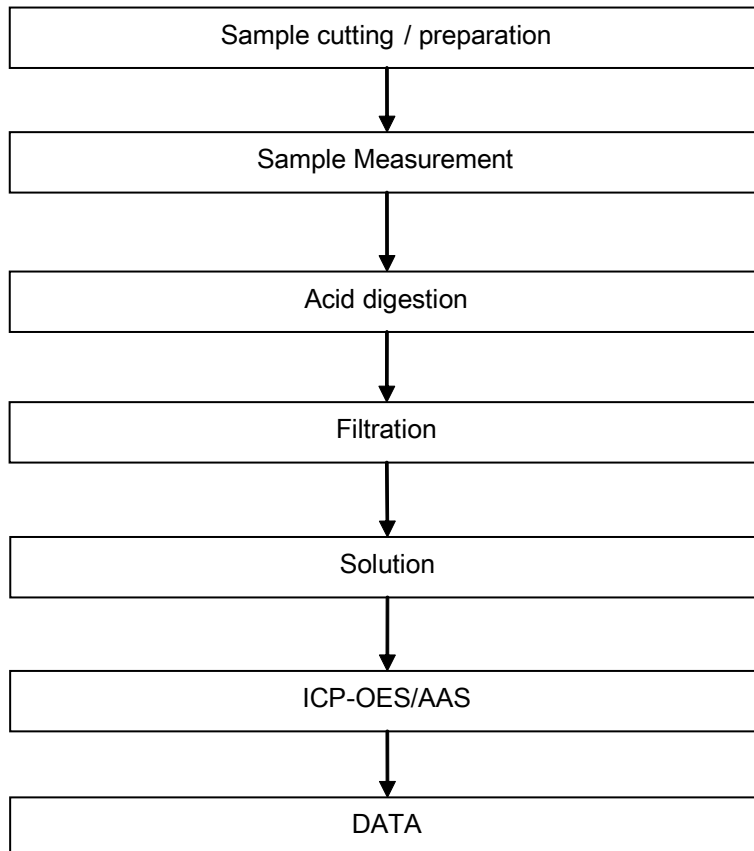 Sample cutting / preparation
Sample Measurement
Acid digestion
Filtration
Solution
ICP-OES/AAS
DATA